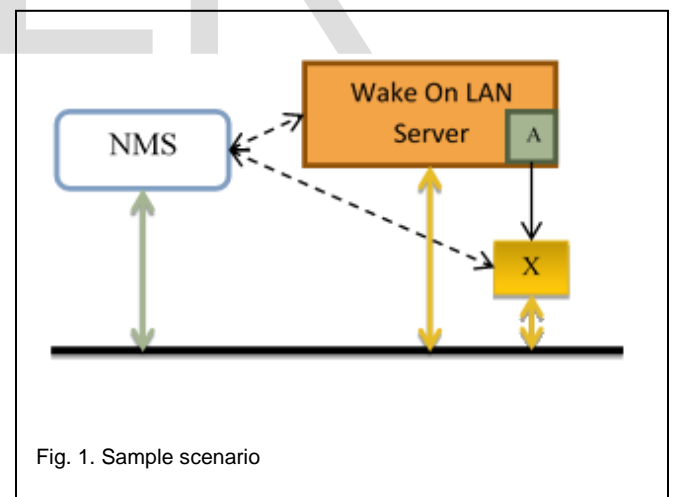 Wake On LAN
Server
NMS
A
X
Fig. 1. Sample scenario